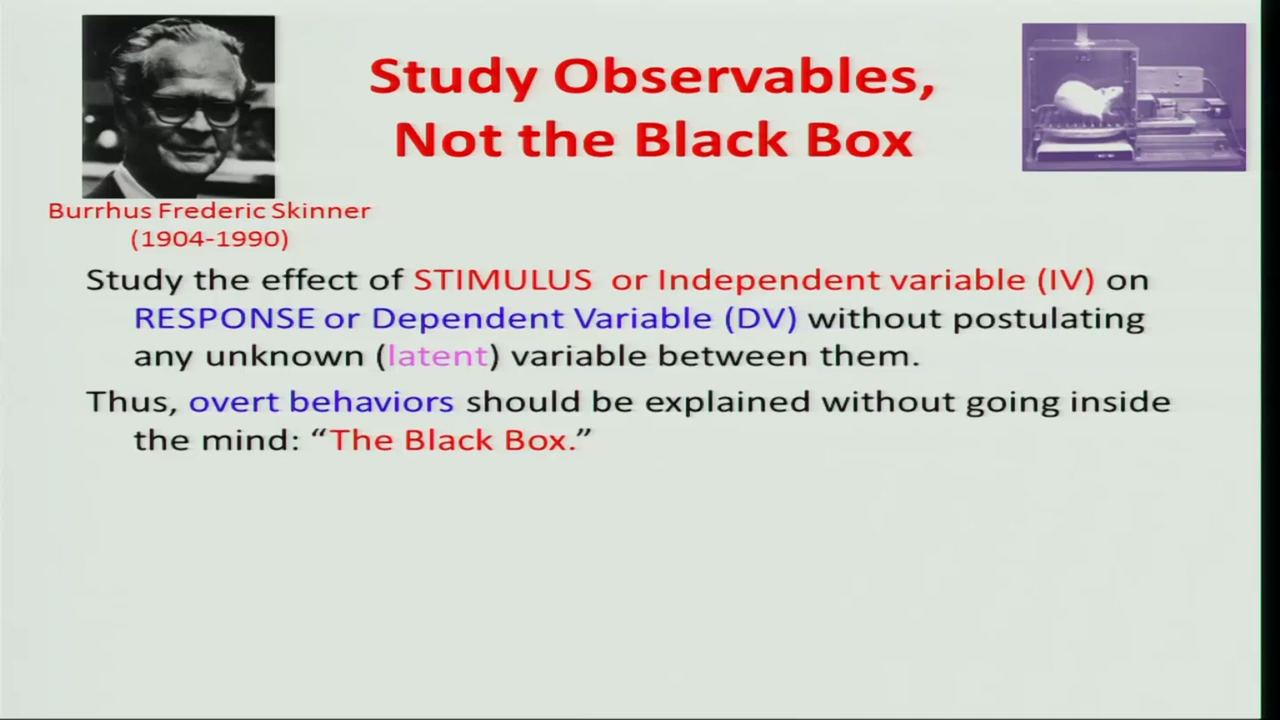 Study Observables,
Not the Black Box
Burrhus Frederic Skinner
(1904-1990)
Study the effect of STIMULUS or Independent variable (IV) on
RESPONSE or Dependent Variable (DV) without postulating
any unknown (latent) variable between them.
Thus, overt behaviors should be explained without going inside
the mind: “The Black Box.”